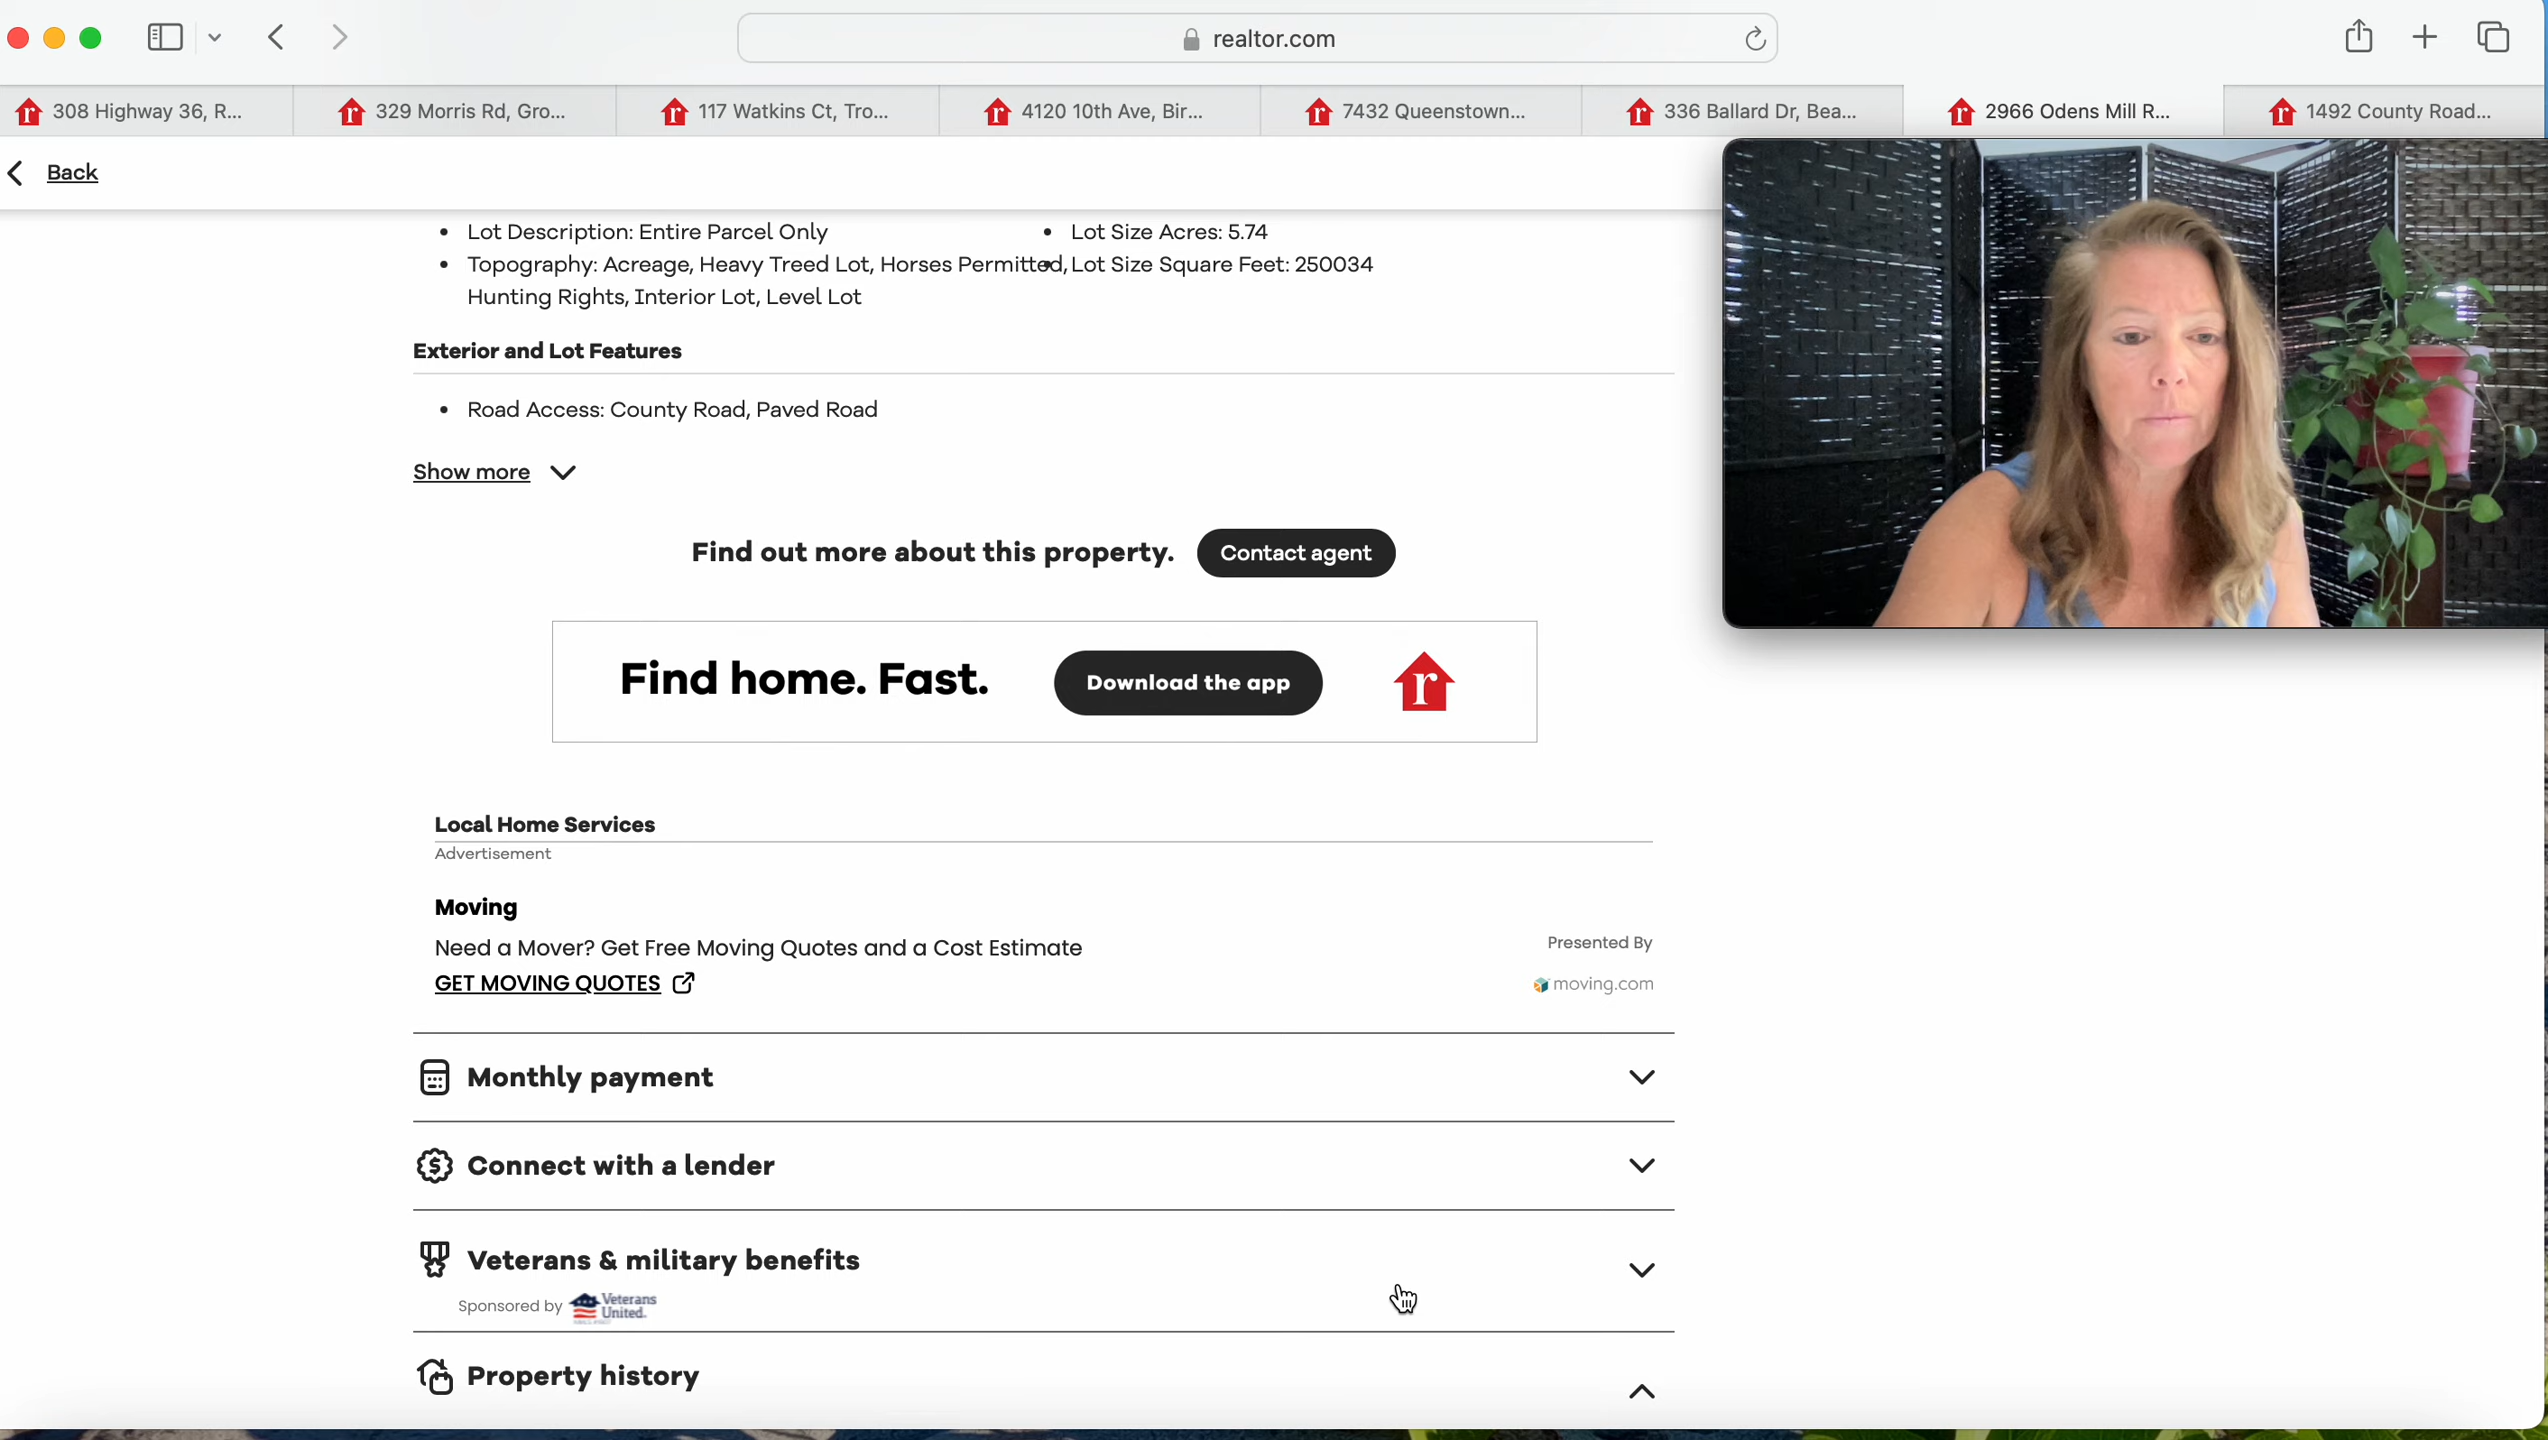 realtor.com
308 Highway 36, R...
329 Morris Rd, Gro...
117 Watkins Ct, Tro...
4120 10th Ave, Bir...
7432 Queenstown...
336 Ballard Dr, Bea...
2966 Odens Mill R...
1492 County Road...
Back
Lot Description: Entire Parcel Only
Topography: Acreage, Heavy Treed Lot, Horses Permitted,
Hunting Rights, Interior Lot, Level Lot
Lot Size Acres: 5.74
Lot Size Square Feet: 250034
Exterior and Lot Features
Road Access: County Road, Paved Road
Show more
Find out more about this property.
Contact agent
Find home. Fast.
Download the app
r
Local Home Services
Advertisement
Moving
Need a Mover? Get Free Moving Quotes and a Cost Estimate
GET MOVING QUOTES
Presented By
moving.com
Monthly payment
Connect with a lender
Veterans & military benefits
Sponsored by
Veterans
United.
Property history